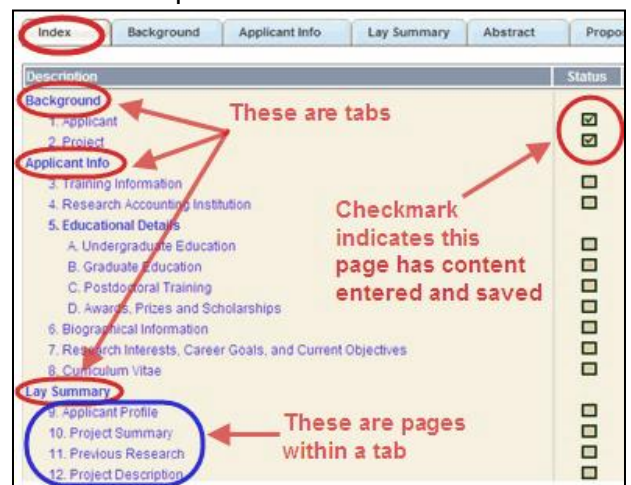 Index Background Applicant Info Lay Summary Abstract Propo
Description Status
Background
1. Applicant
2. Project
Applicant Info
3. Training Information
4. Research Accounting Institution
5. Educational Details
A. Undergraduate Education
B. Graduate Education
C. Postdoctoral Training
D. Awards, Prizes and Scholarships
6. Biographical Information
7. Research Interests, Career Goals, and Current Objectives
8. Curriculum Vitae
Lay Summary
9. Applicant Profile
10. Project Summary
11. Previous Research
12. Project Description
These are tabs
Checkmark
indicates this
page has content
entered and saved
These are pages
within a tab